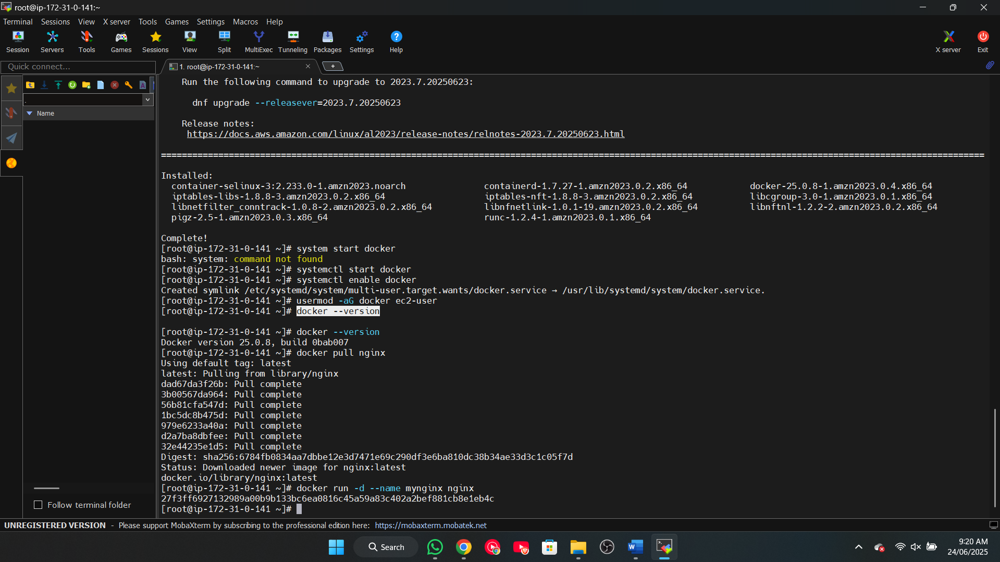 root@ip-172-31-0-141:~
Terminal Sessions View X server Tools Games Settings Macros Help
Session Servers Tools Games Sessions View Split MultiExec Tunneling Packages Settings Help X server Exit
Quick connect...
1. root@ip-172-31-0-141:~
.
Name
Run the following command to upgrade to 2023.7.20250623:
dnf upgrade --releasever=2023.7.20250623
Release notes:
https://docs.aws.amazon.com/linux/al2023/release-notes/relnotes-2023.7.20250623.html
==============================================================================================================================================================
Installed:
container-selinux-3:2.233.0-1.amzn2023.noarch containerd-1.7.27-1.amzn2023.0.2.x86_64 docker-25.0.8-1.amzn2023.0.4.x86_64
iptables-libs-1.8.8-3.amzn2023.0.2.x86_64 iptables-nft-1.8.8-3.amzn2023.0.2.x86_64 libcgroup-3.0-1.amzn2023.0.1.x86_64
libnetfilter_conntrack-1.0.8-2.amzn2023.0.2.x86_64 libnfnetlink-1.0.1-19.amzn2023.0.2.x86_64 libnftnl-1.2.2-2.amzn2023.0.2.x86_64
pigz-2.5-1.amzn2023.0.3.x86_64 runc-1.2.4-1.amzn2023.0.1.x86_64
Complete!
[root@ip-172-31-0-141 ~]# system start docker
bash: system: command not found
[root@ip-172-31-0-141 ~]# systemctl start docker
[root@ip-172-31-0-141 ~]# systemctl enable docker
Created symlink /etc/systemd/system/multi-user.target.wants/docker.service → /usr/lib/systemd/system/docker.service.
[root@ip-172-31-0-141 ~]# usermod -aG docker ec2-user
[root@ip-172-31-0-141 ~]# docker --version
[root@ip-172-31-0-141 ~]# docker --version
Docker version 25.0.8, build 0bab007
[root@ip-172-31-0-141 ~]# docker pull nginx
Using default tag: latest
latest: Pulling from library/nginx
dad67da3f26b: Pull complete
3b00567da964: Pull complete
56b81cfa547d: Pull complete
1bc5dc8b475d: Pull complete
979e6233a40a: Pull complete
d2a7ba8dbfee: Pull complete
32e44235e1d5: Pull complete
Digest: sha256:6784fb0834aa7dbbe12e3d7471e69c290df3e6ba810dc38b34ae33d3c1c05f7d
Status: Downloaded newer image for nginx:latest
docker.io/library/nginx:latest
[root@ip-172-31-0-141 ~]# docker run -d --name mynginx nginx
27f3ff6927132989a00b9b133bc6ea0816c45a59a83c402a2bef881cb8e1eb4c
[root@ip-172-31-0-141 ~]#
Follow terminal folder
UNREGISTERED VERSION - Please support MobaXterm by subscribing to the professional edition here: https://mobaxterm.mobatek.net
Search
9:20 AM
24/06/2025